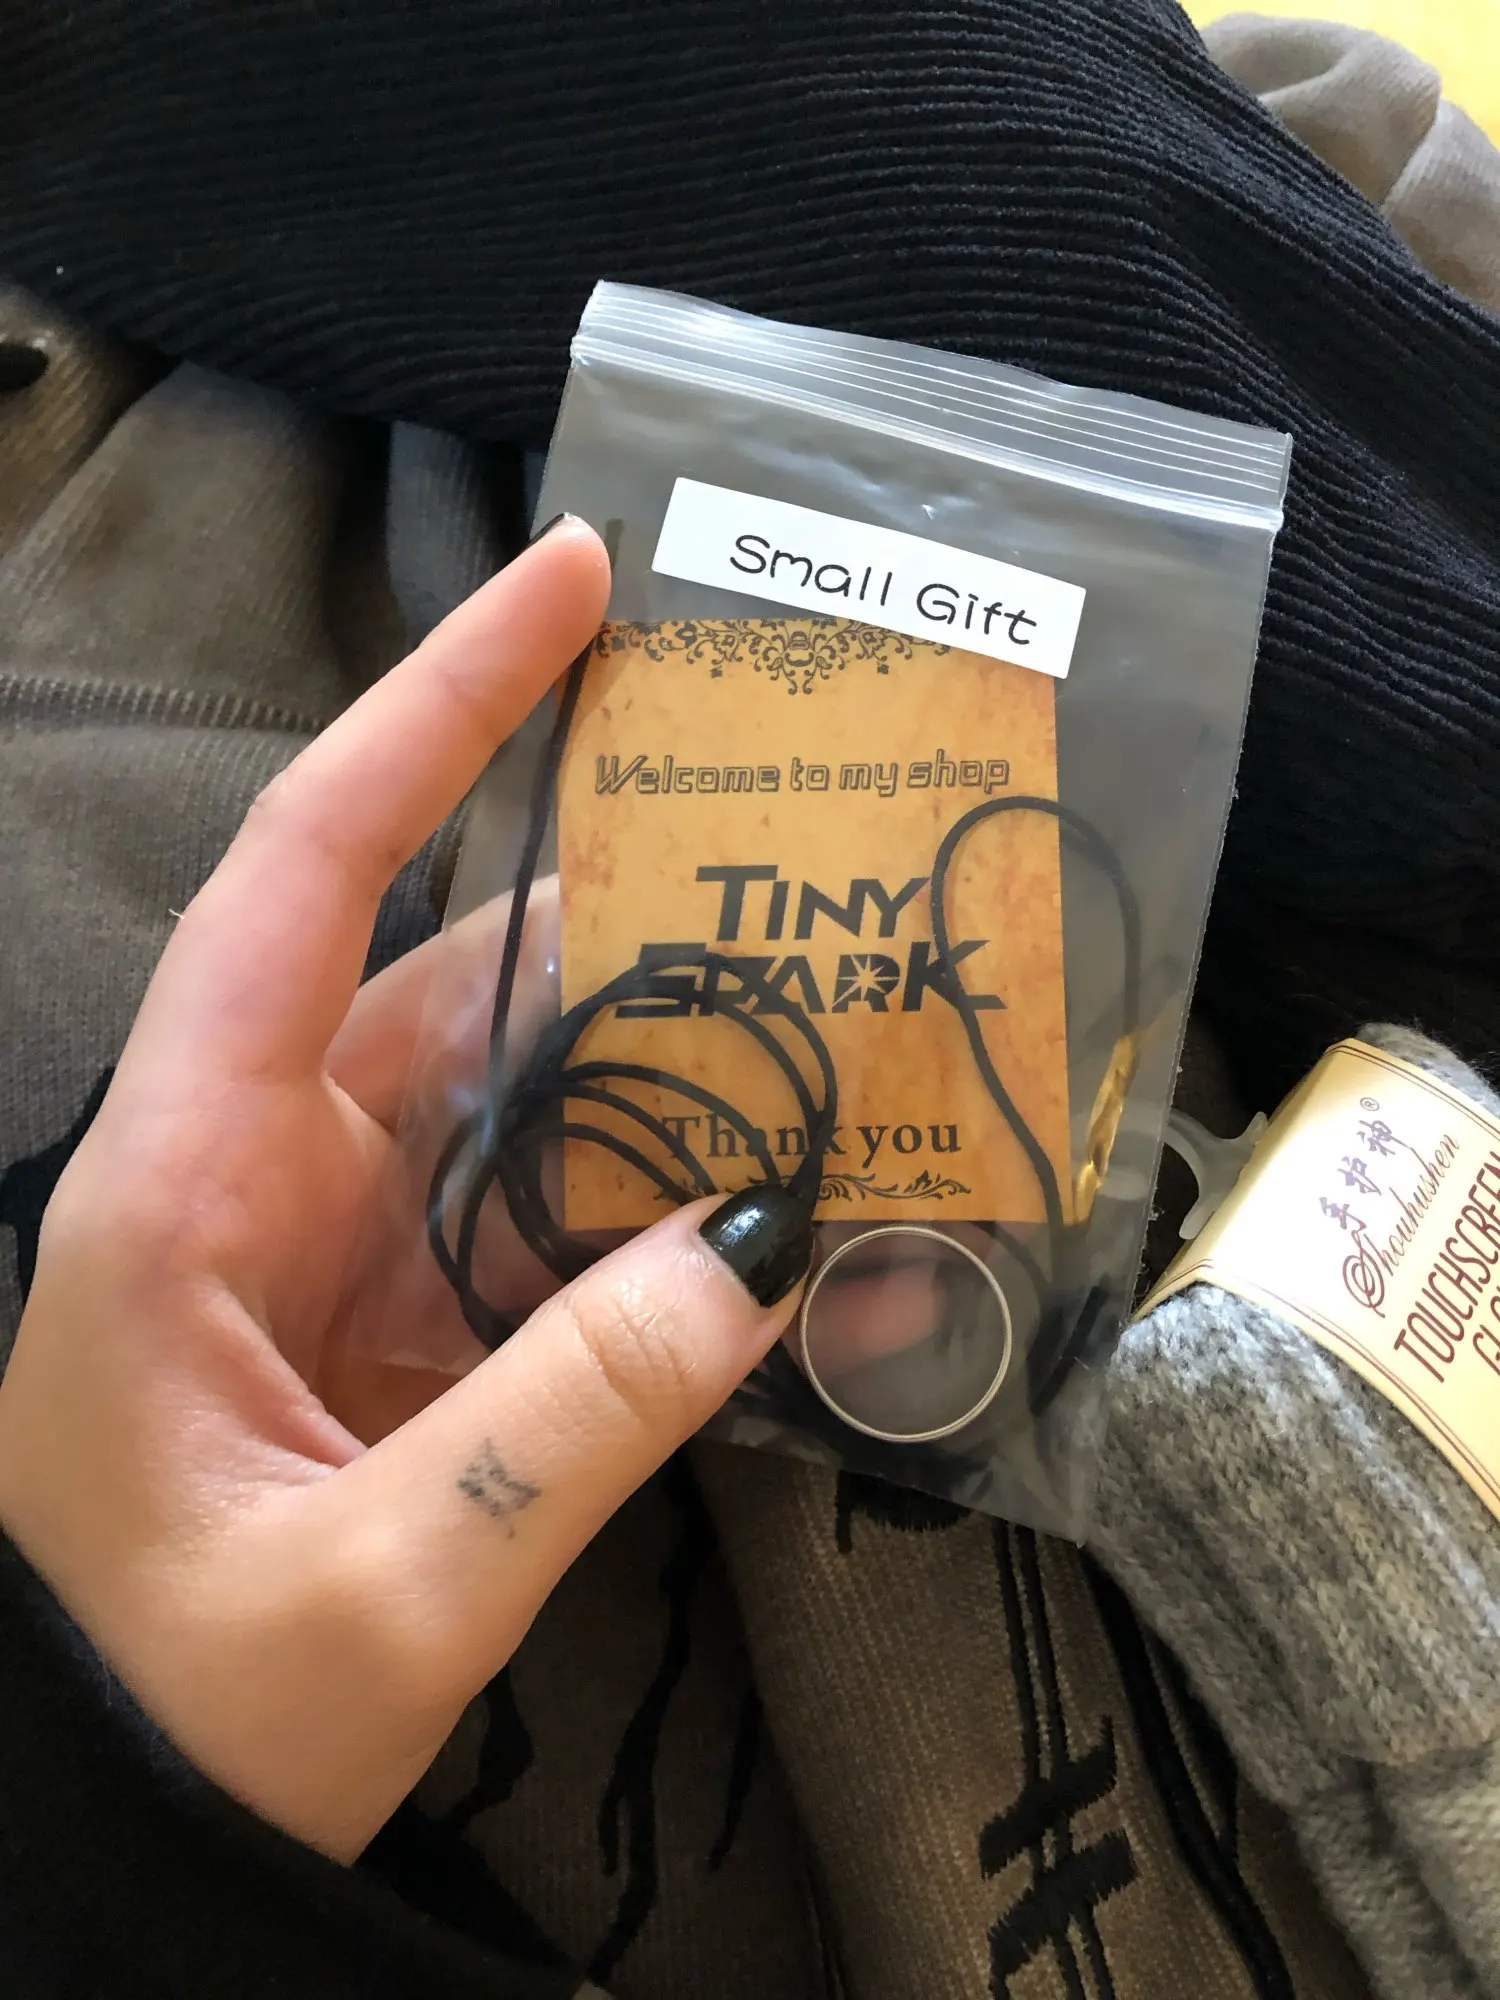 Small Gift
Welcome to my shop
TINY
SPARK
Thank you
手护神®
Shouhushen
TOUCHSCREEN